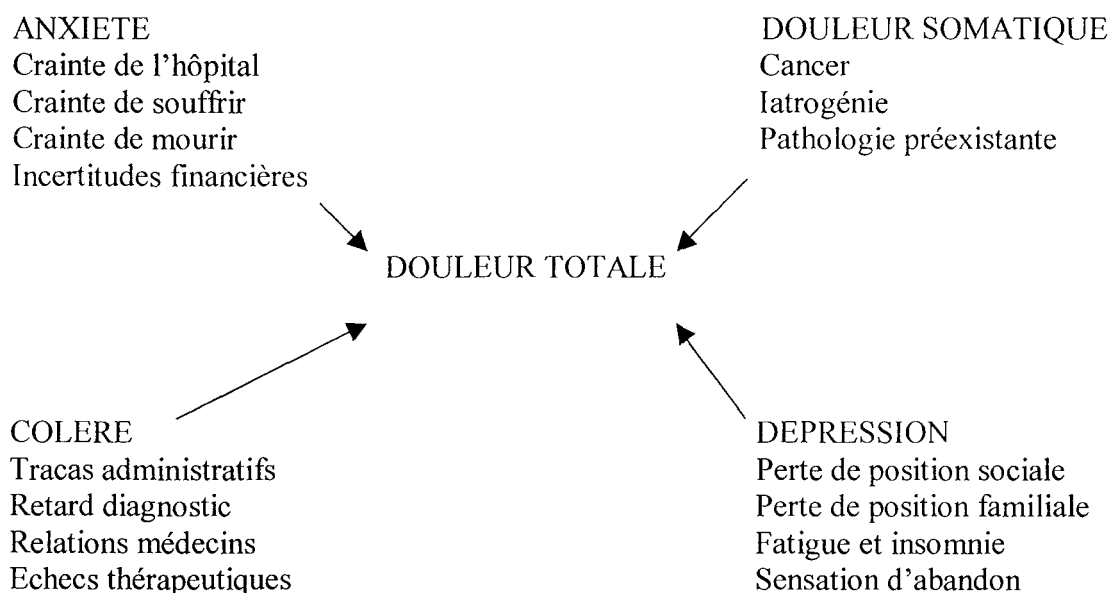 ANXIETE
Crainte de l'hôpital
Crainte de souffrir
Crainte de mourir
Incertitudes financières
DOULEUR SOMATIQUE
Cancer
Iatrogénie
Pathologie préexistante
DOULEUR TOTALE
COLERE
Tracas administratifs
Retard diagnostic
Relations médecins
Echecs thérapeutiques
DEPRESSION
Perte de position sociale
Perte de position familiale
Fatigue et insomnie
Sensation d'abandon